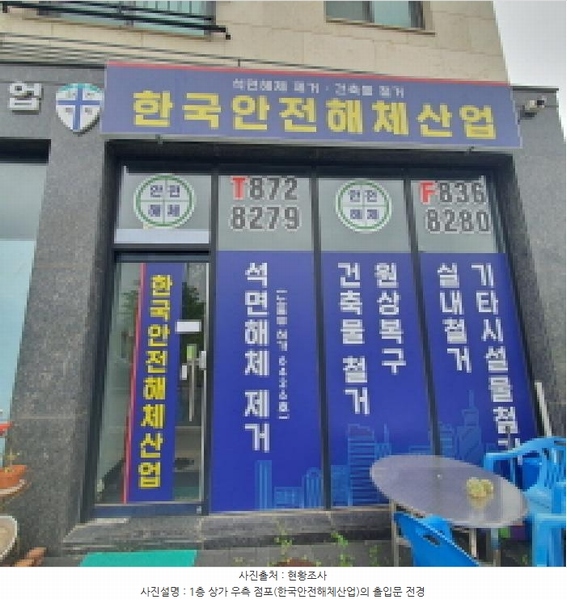 업
석면해체 제거 · 건축물 철거
한국안전해체산업
안전
해체
T872
8279
안전
해체
F836
8280
한국안전해체산업
석면해체 제거
원상복구
건축물 철거
기타시설물철거
실내철거
사진출처 : 현황조사
사진설명 : 1층 상가 우측 점포(한국안전해체산업)의 출입문 전경